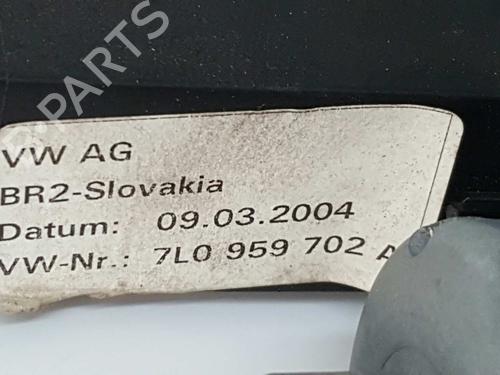 B-PARTS
VW AG
BR2-Slovakia
Datum: 09.03.2004
VW-Nr.: 7L0 959 702 A